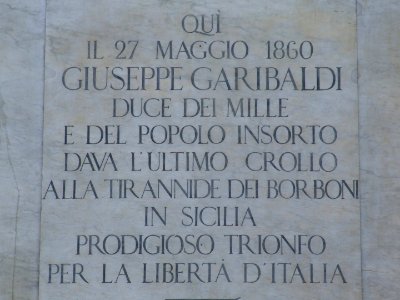 QUÌ
IL 27 MAGGIO 1860
GIUSEPPE GARIBALDI
DUCE DEI MILLE
E DEL POPOLO INSORTO
DAVA L'ULTIMO CROLLO
ALLA TIRANNIDE DEI BORBONI
IN SICILIA
PRODIGIOSO TRIONFO
PER LA LIBERTÀ D'ITALIA